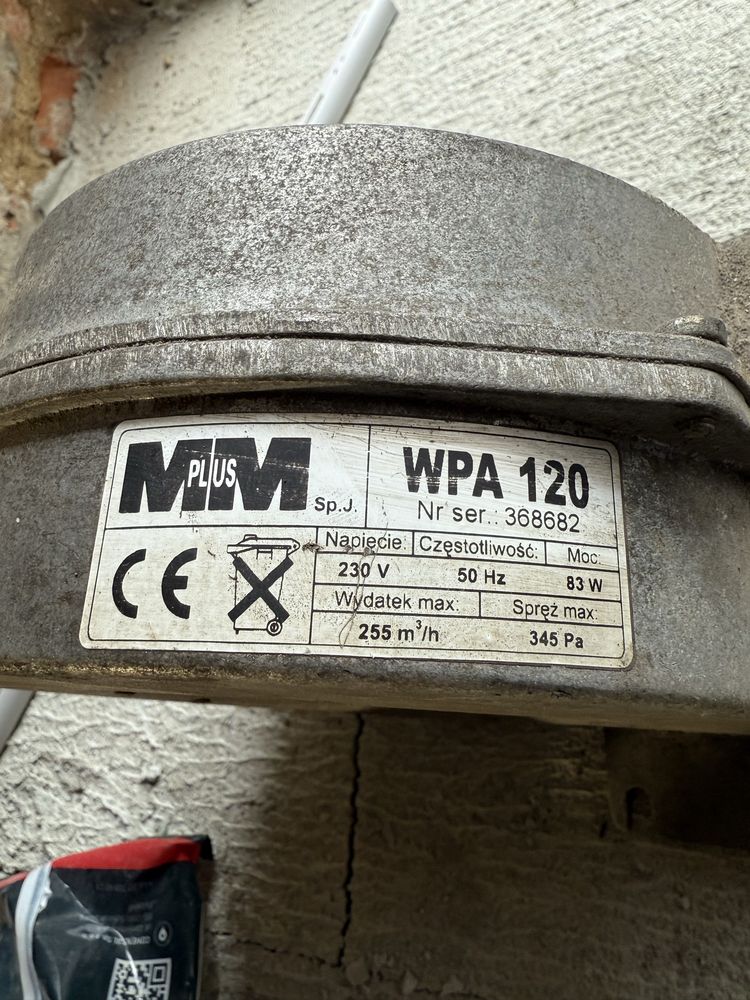 MM PLUS Sp.J.
WPA 120
Nr ser.: 368682
Napięcie: Częstotliwość: Moc:
230 V 50 Hz 83 W
Wydatek max: Spręż max:
255 m³/h 345 Pa
CE